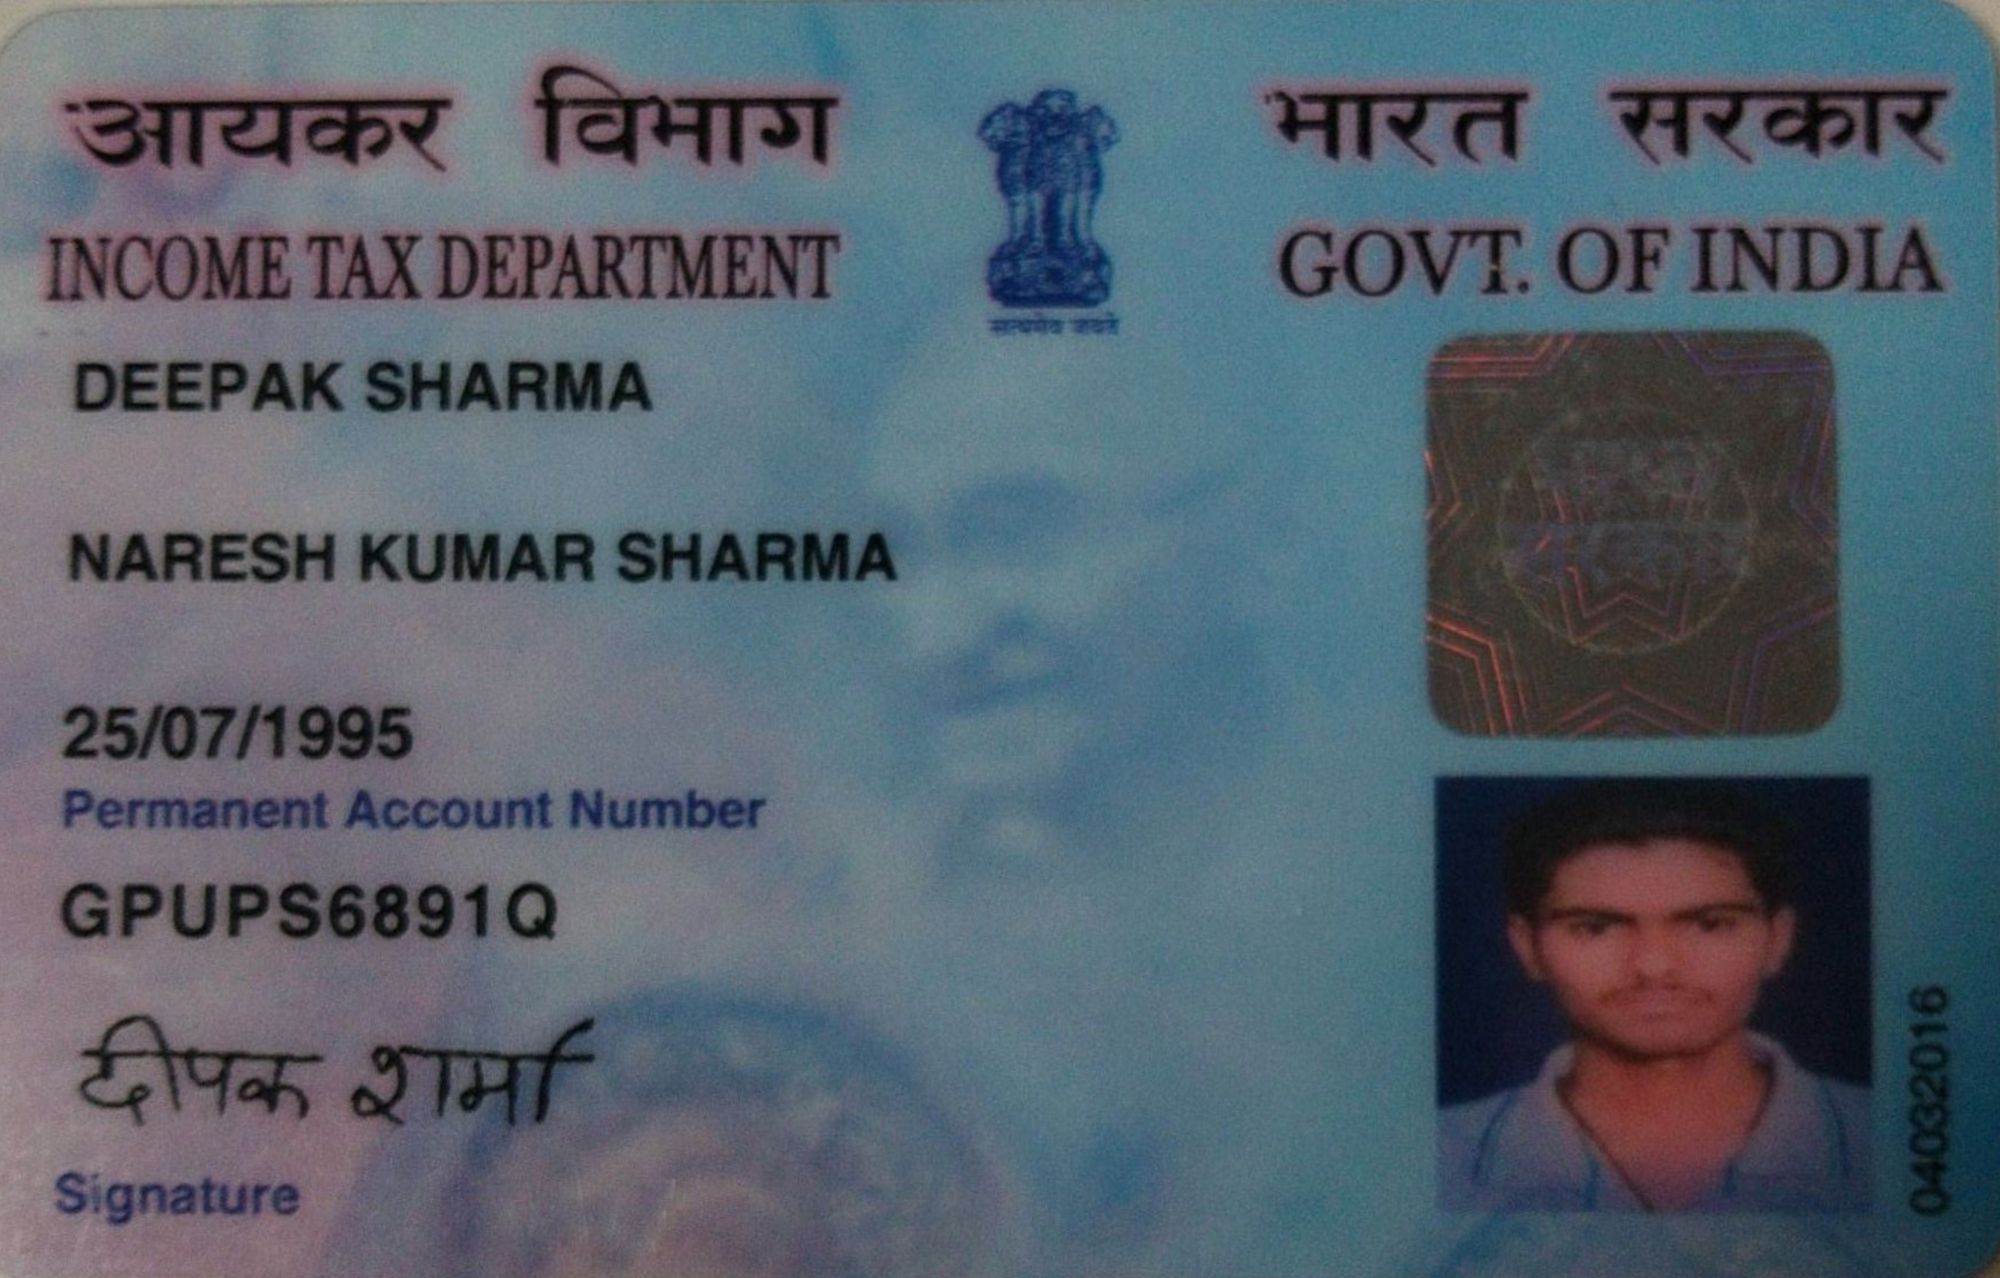 आयकर विभाग भारत सरकार
INCOME TAX DEPARTMENT GOVT. OF INDIA
सत्यमेव जयते
DEEPAK SHARMA
NARESH KUMAR SHARMA
25/07/1995
Permanent Account Number
GPUPS6891Q
दीपक शर्मा
Signature
04032016